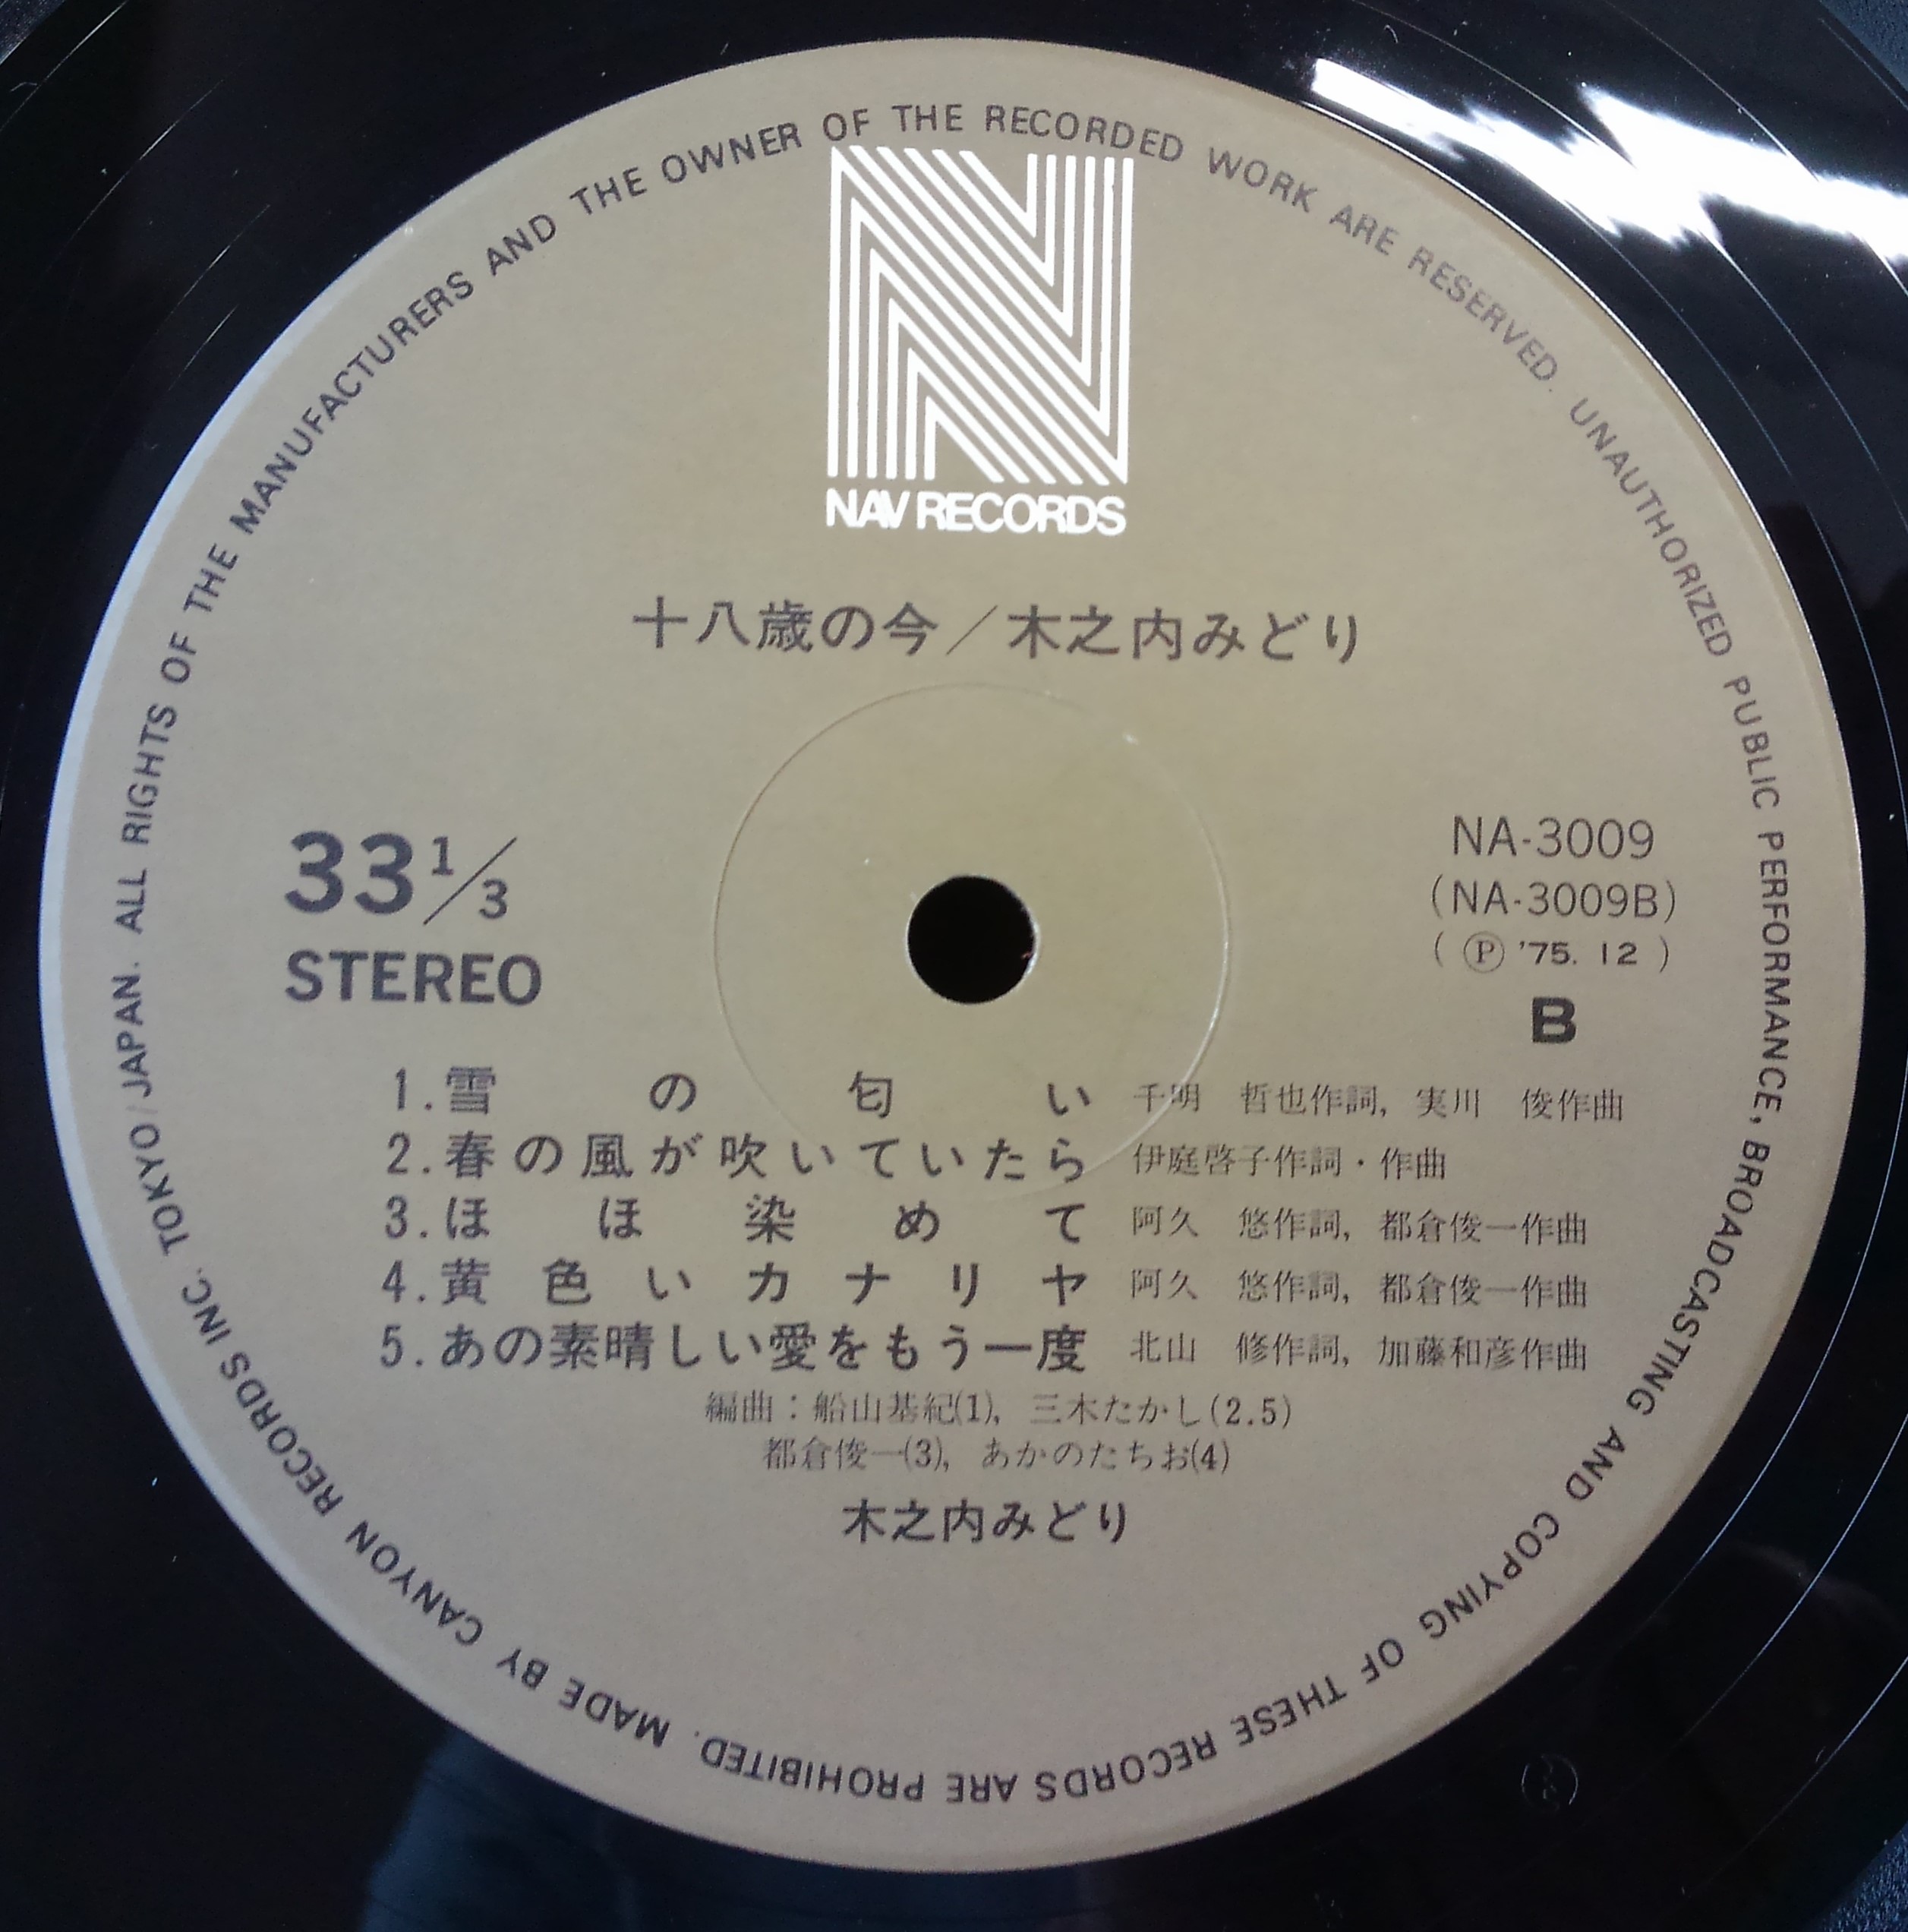 ALL RIGHTS OF THE MANUFACTURERS AND THE OWNER OF THE RECORDED WORK ARE RESERVED. UNAUTHORIZED PUBLIC PERFORMANCE, BROADCASTING AND COPYING OF THESE RECORDS ARE PROHIBITED. MADE BY CANYON RECORDS INC. TOKYO/JAPAN.
N
NAV RECORDS
十八歳の今／木之内みどり
33 1/3
STEREO
NA-3009
(NA-3009B)
(Ⓟ '75. 12)
B
1. 雪の匂い 千明 哲也作詞, 実川 俊作曲
2. 春の風が吹いていたら 伊庭啓子作詞・作曲
3. ほほ染めて 阿久 悠作詞, 都倉俊一作曲
4. 黄色いカナリヤ 阿久 悠作詞, 都倉俊一作曲
5. あの素晴しい愛をもう一度 北山 修作詞, 加藤和彦作曲
編曲：船山基紀(1), 三木たかし(2.5)
都倉俊一(3), あかのたちお(4)
木之内みどり